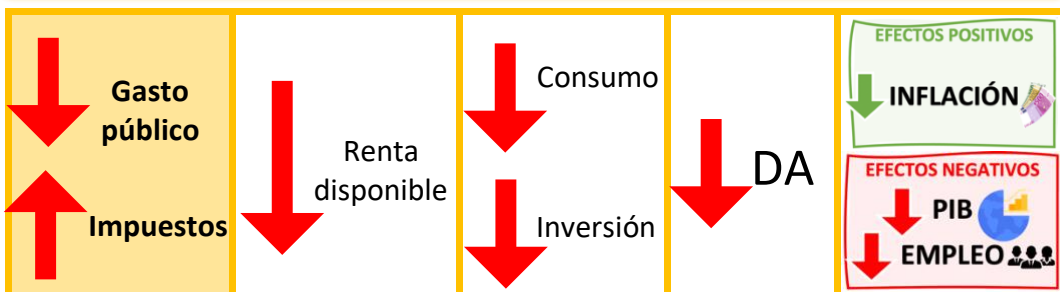 Gasto
público
Impuestos
Renta
disponible
Consumo
Inversión
DA
EFECTOS POSITIVOS
INFLACIÓN
EFECTOS NEGATIVOS
PIB
EMPLEO